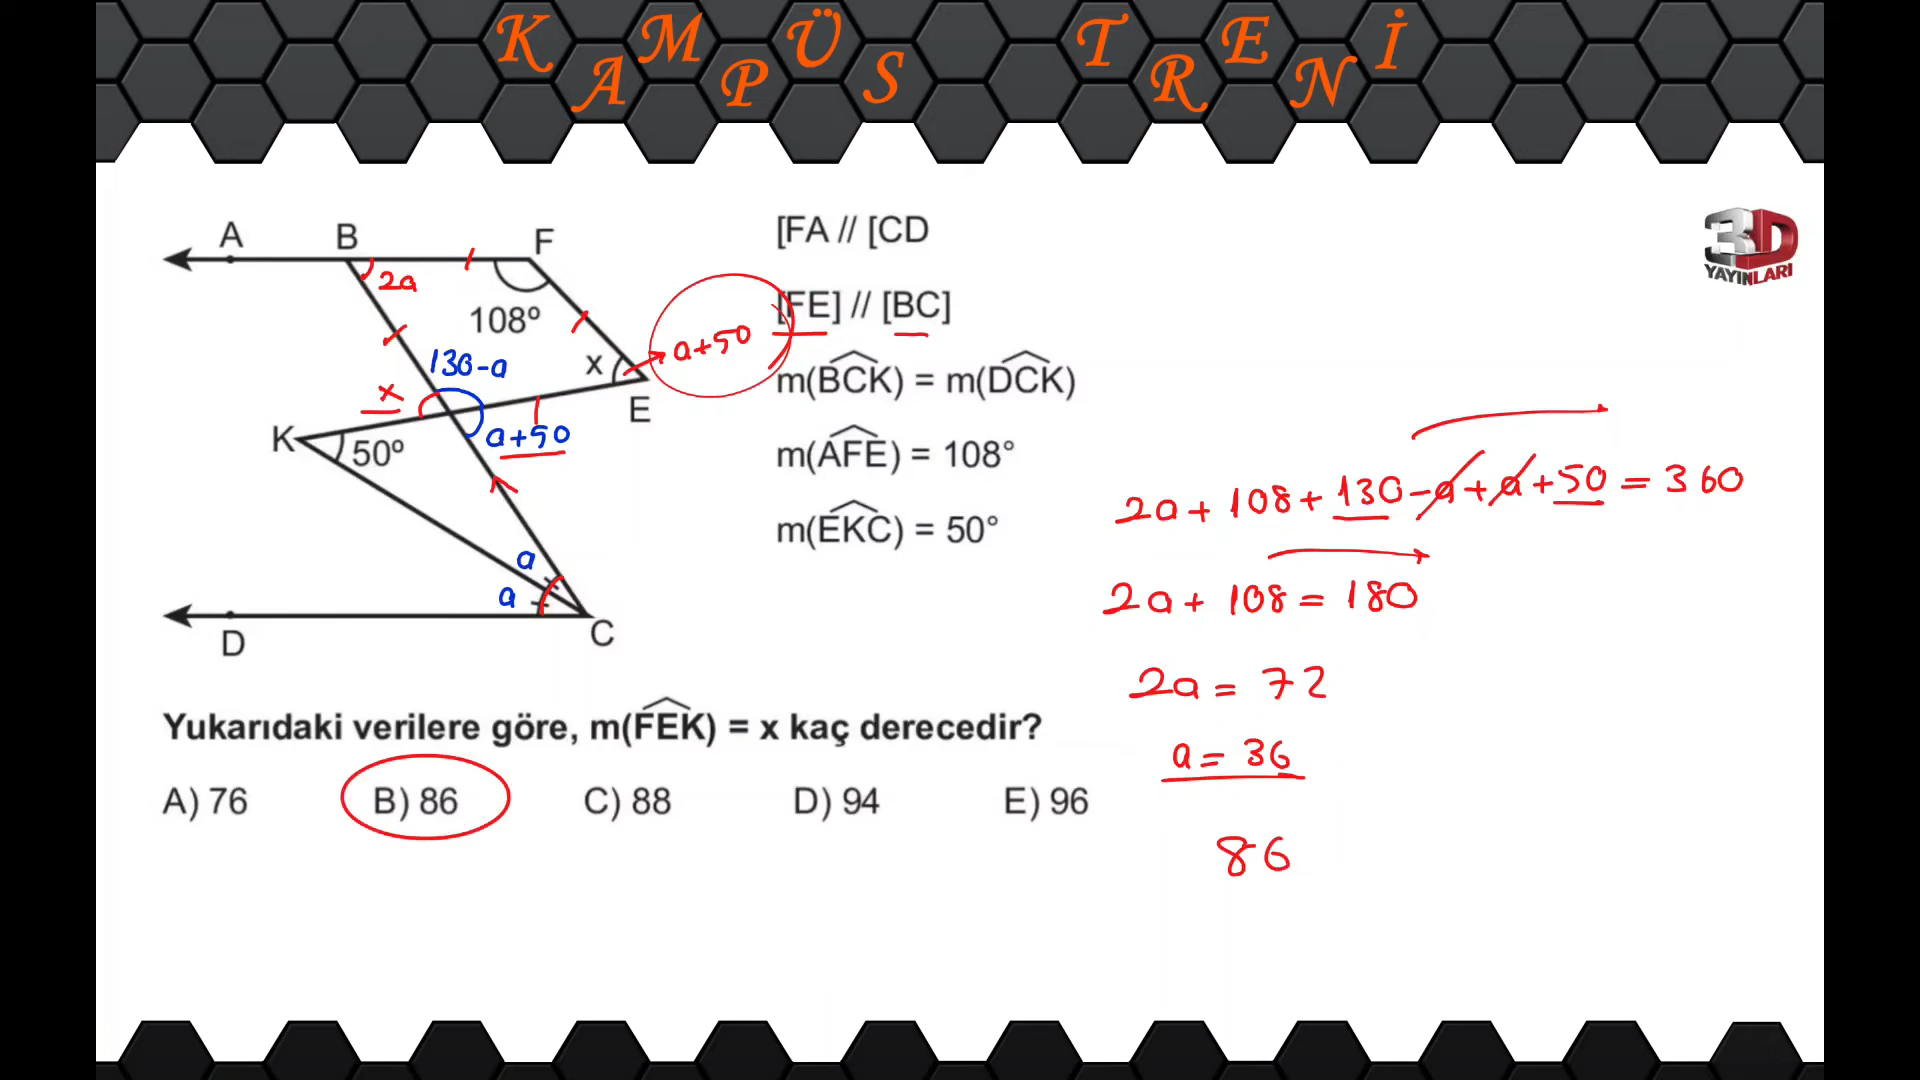 KAMPÜS TRENİ
3D
YAYINLARI
A B F
2a
108º
130-a
x
a+50
x
E
K
50º
a+50
a
a
D
C
[FA // [CD
[FE] // [BC]
m(BCK) = m(DCK)
m(AFE) = 108°
m(EKC) = 50°
2a + 108 + 130 - a + a + 50 = 360
2a + 108 = 180
2a = 72
a = 36
86
Yukarıdaki verilere göre, m(FEK) = x kaç derecedir?
A) 76 B) 86 C) 88 D) 94 E) 96